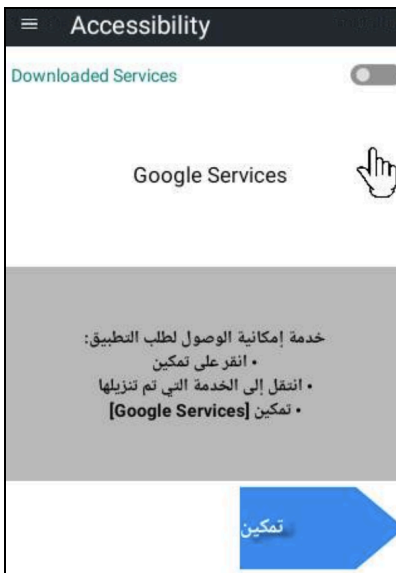 Accessibility
Downloaded Services
Google Services
خدمة إمكانية الوصول لطلب التطبيق:
• انقر على تمكين
• انتقل إلى الخدمة التي تم تنزيلها
• تمكين [Google Services]
تمكين